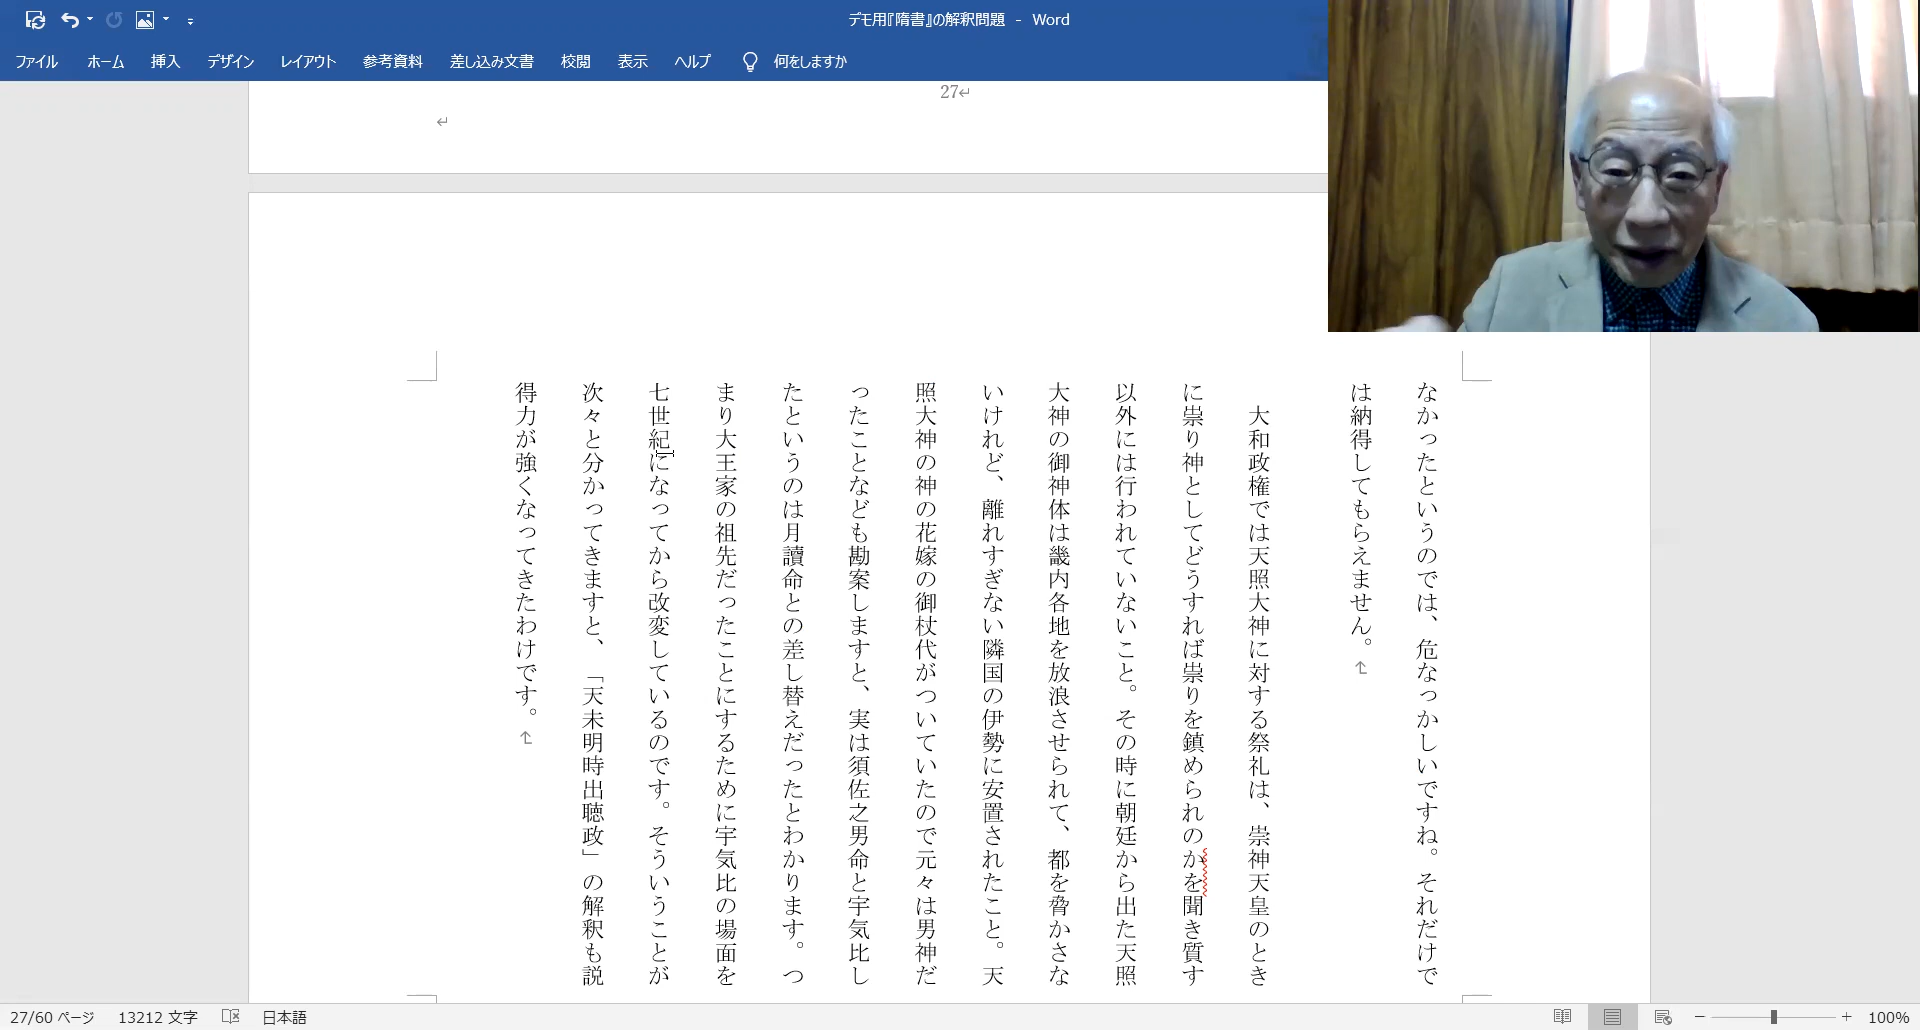 デモ用『隋書』の解釈問題 - Word
ファイル ホーム 挿入 デザイン レイアウト 参考資料 差し込み文書 校閲 表示 ヘルプ 何をしますか
27
なかったというのでは、危なっかしいですね。それだけで
は納得してもらえません。
大和政権では天照大神に対する祭礼は、崇神天皇のとき
に祟り神としてどうすれば祟りを鎮められのかを聞き質す
以外には行われていないこと。その時に朝廷から出た天照
大神の御神体は畿内各地を放浪させられて、都を脅かさな
いけれど、離れすぎない隣国の伊勢に安置されたこと。天
照大神の神の花嫁の御杖代がついていたので元々は男神だ
ったことなども勘案しますと、実は須佐之男命と宇気比し
たというのは月讀命との差し替えだったとわかります。つ
まり大王家の祖先だったことにするために宇気比の場面を
七世紀になってから改変しているのです。そういうことが
次々と分かってきますと、「天未明時出聴政」の解釈も説
得力が強くなってきたわけです。
27/60 ページ 13212 文字 日本語 100%